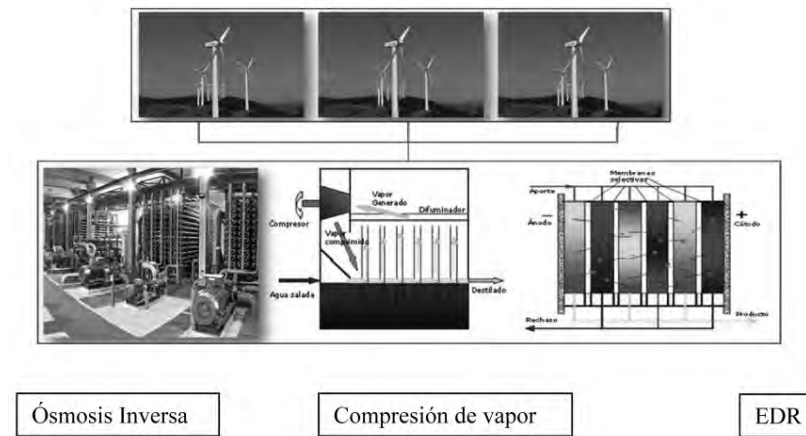 Compresor
Vapor
Generado
Difuminador
Vapor
comprimido
Agua salada
Destilado
Membranas
selectivas
Aporte
Ánodo
−
+
Cátodo
Rechazo
Producto
Ósmosis Inversa
Compresión de vapor
EDR